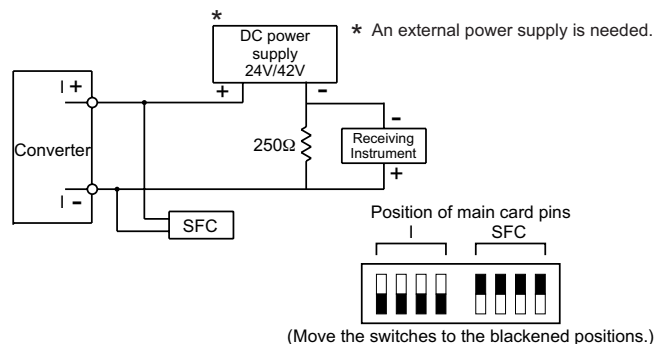 *
DC power
supply
24V/42V
* An external power supply is needed.
I +
+
-
Converter
250Ω
-
Receiving
Instrument
+
I -
SFC
Position of main card pins
I SFC
(Move the switches to the blackened positions.)